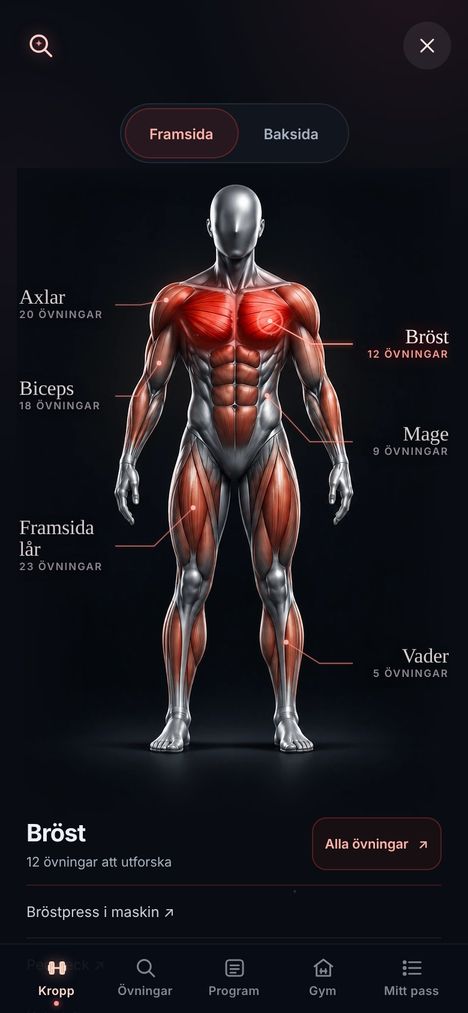 Framsida
Baksida
Axlar
20 ÖVNINGAR
Bröst
12 ÖVNINGAR
Biceps
18 ÖVNINGAR
Mage
9 ÖVNINGAR
Framsida
lår
23 ÖVNINGAR
Vader
5 ÖVNINGAR
Bröst
12 övningar att utforska
Alla övningar ↗
Bröstpress i maskin ↗
Kropp
Övningar
Program
Gym
Mitt pass